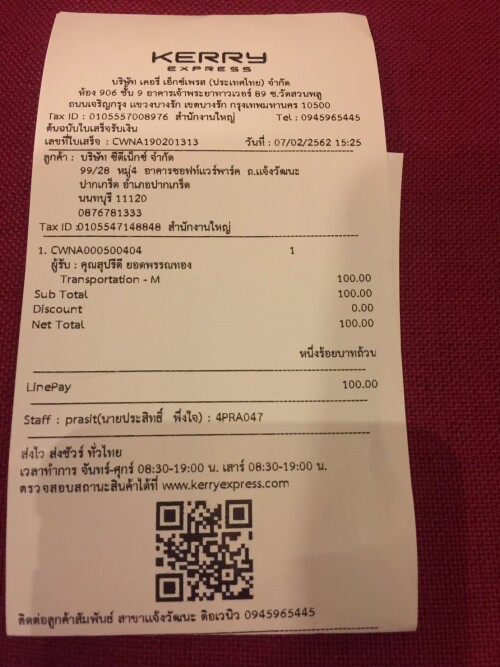 KERRY
EXPRESS
บริษัท เคอรี่ เอ็กซ์เพรส (ประเทศไทย) จำกัด
ห้อง 906 ชั้น 9 อาคารเจ้าพระยาทาวเวอร์ 89 ซ.วัดสวนพลู
ถนนเจริญกรุง แขวงบางรัก เขตบางรัก กรุงเทพมหานคร 10500
Tax ID : 0105557008976 สำนักงานใหญ่ Tel : 0945965445
ต้นฉบับใบเสร็จรับเงิน
เลขที่ใบเสร็จ : CWNA190201313 วันที่ : 07/02/2562 15:25
ลูกค้า : บริษัท ซีดีเน็กซ์ จำกัด
99/28 หมู่4 อาคารซอฟท์แวร์พาร์ค ถ.แจ้งวัฒนะ
ปากเกร็ด อำเภอปากเกร็ด
นนทบุรี 11120
0876781333
Tax ID :0105547148848 สำนักงานใหญ่
1. CWNA000500404 1
ผู้รับ : คุณสุปรีดี ยอดพรรณทอง
Transportation - M 100.00
Sub Total 100.00
Discount 0.00
Net Total 100.00
หนึ่งร้อยบาทถ้วน
LinePay 100.00
Staff : prasit(นายประสิทธิ์ พึ่งใจ) : 4PRA047
ส่งไว ส่งชัวร์ ทั่วไทย
เวลาทำการ จันทร์-ศุกร์ 08:30-19:00 น. เสาร์ 08:30-19:00 น.
ตรวจสอบสถานะสินค้าได้ที่ www.kerryexpress.com
ติดต่อลูกค้าสัมพันธ์ สาขาแจ้งวัฒนะ ดิอเวนิว 0945965445